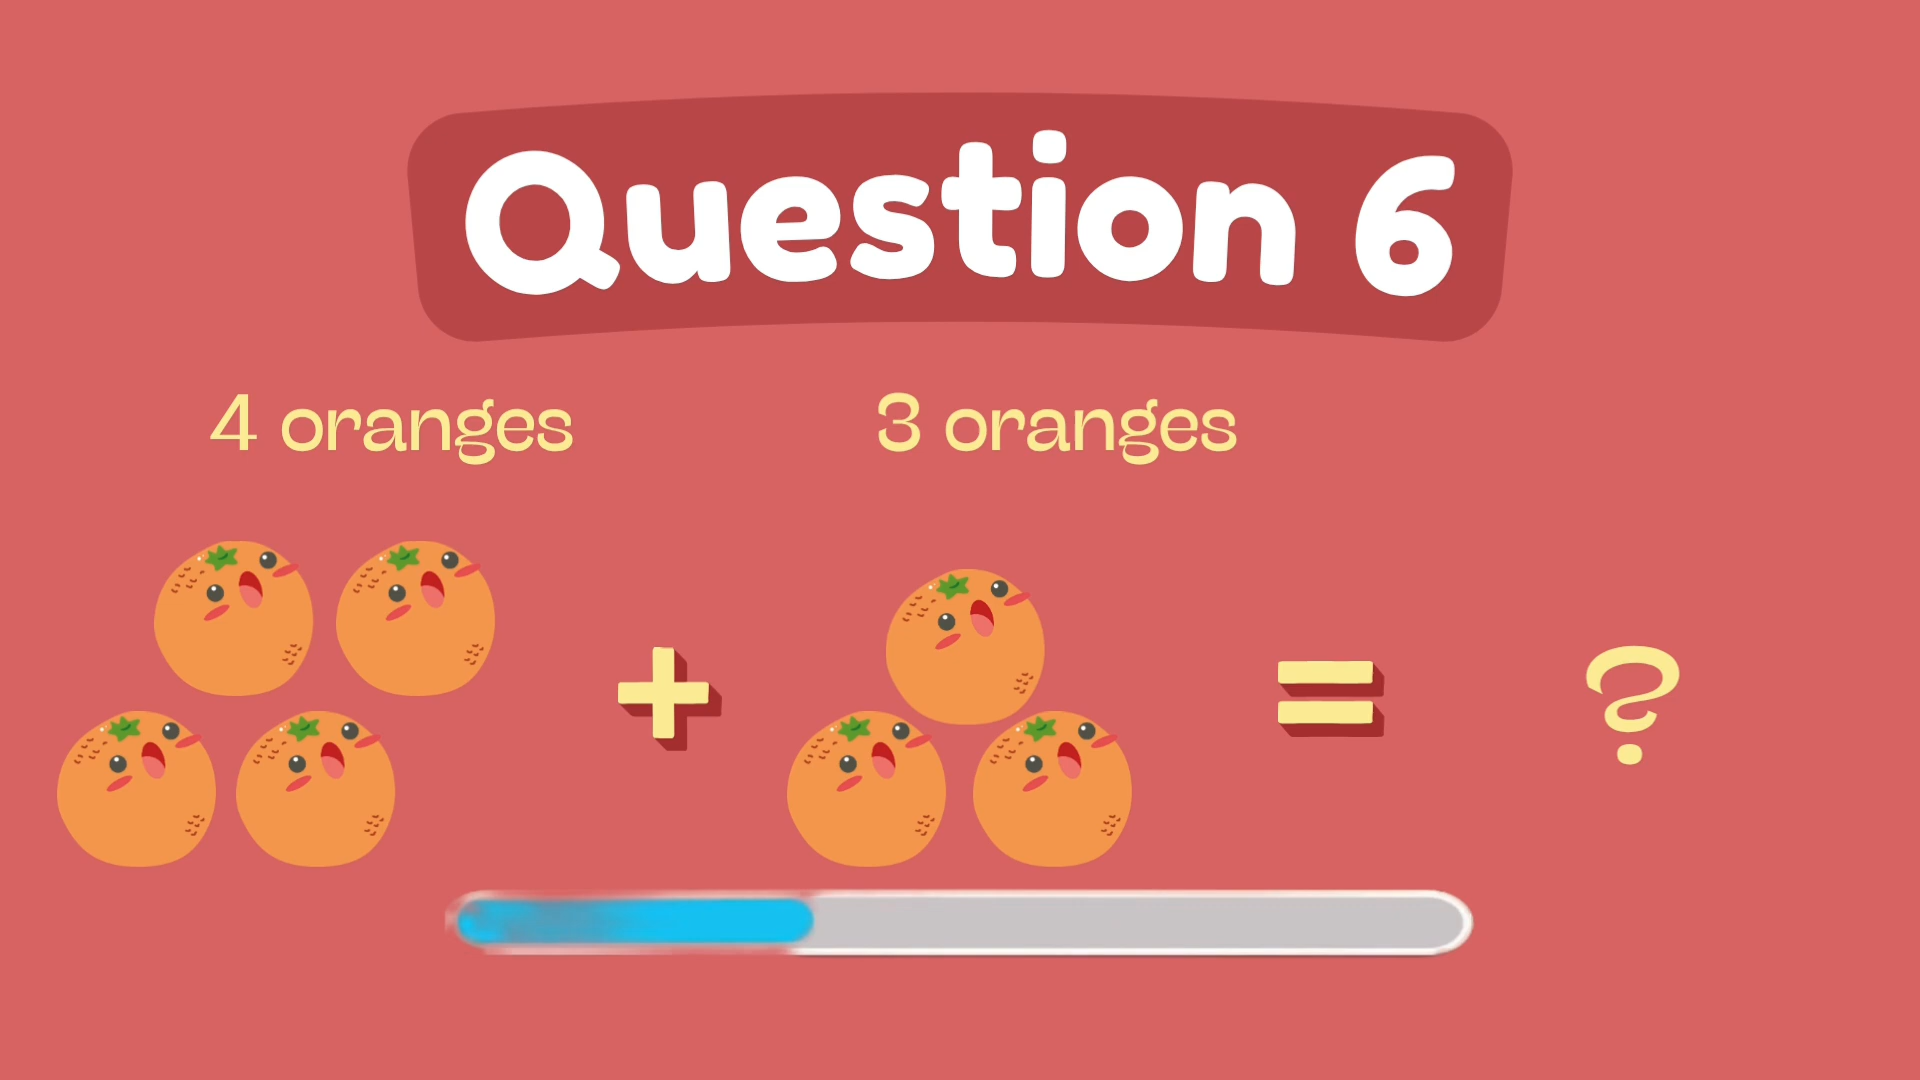 Question 6
4 oranges
3 oranges
+ = ?